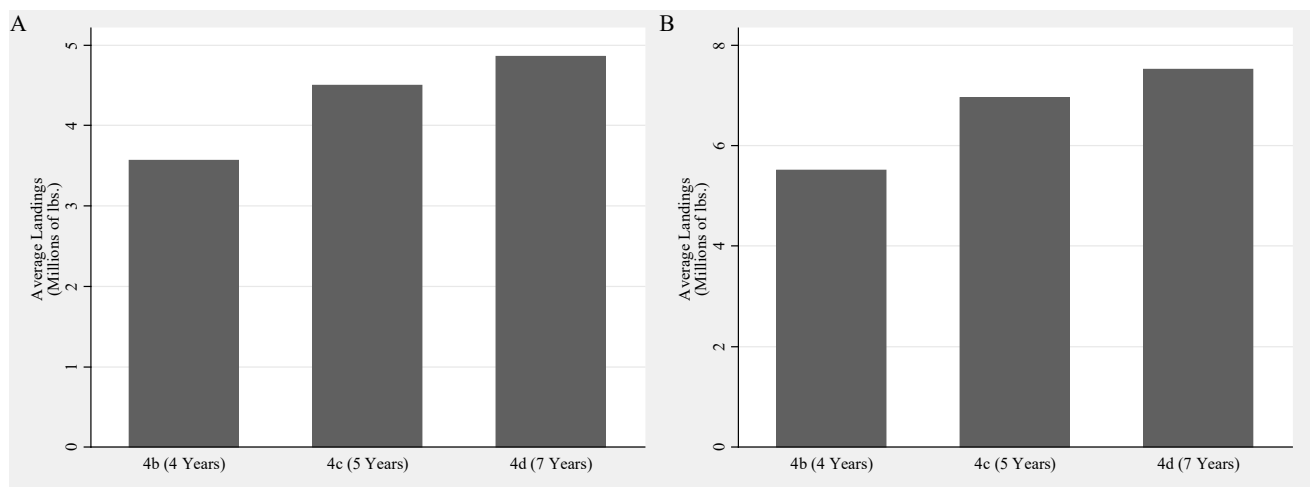 A
Average Landings
(Millions of lbs.)
5
4
3
2
1
0
4b (4 Years) 4c (5 Years) 4d (7 Years)
B
Average Landings
(Millions of lbs.)
8
6
4
2
0
4b (4 Years) 4c (5 Years) 4d (7 Years)